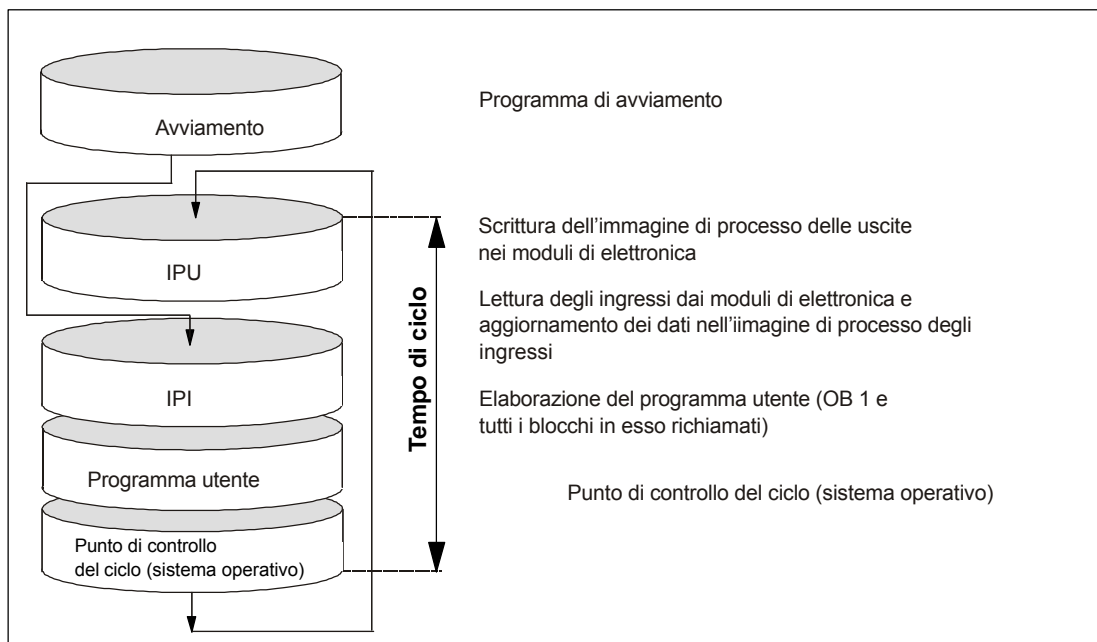 Avviamento
Programma di avviamento
IPU
Scrittura dell'immagine di processo delle uscite
nei moduli di elettronica
IPI
Lettura degli ingressi dai moduli di elettronica e
aggiornamento dei dati nell'iimagine di processo degli
ingressi
Programma utente
Elaborazione del programma utente (OB 1 e
tutti i blocchi in esso richiamati)
Punto di controllo
del ciclo (sistema operativo)
Punto di controllo del ciclo (sistema operativo)
Tempo di ciclo